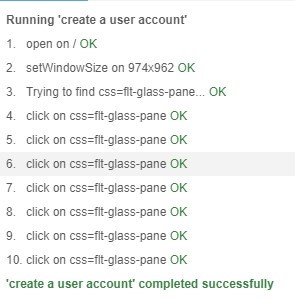 Running 'create a user account'
1. open on / OK
2. setWindowSize on 974x962 OK
3. Trying to find css=flt-glass-pane... OK
4. click on css=flt-glass-pane OK
5. click on css=flt-glass-pane OK
6. click on css=flt-glass-pane OK
7. click on css=flt-glass-pane OK
8. click on css=flt-glass-pane OK
9. click on css=flt-glass-pane OK
10. click on css=flt-glass-pane OK
'create a user account' completed successfully